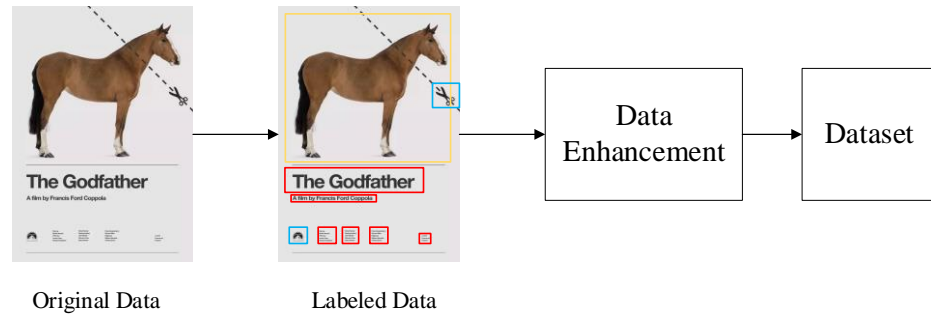 The Godfather
A film by Francis Ford Coppola
The Godfather
A film by Francis Ford Coppola
Data
Enhancement
Dataset
Original Data
Labeled Data